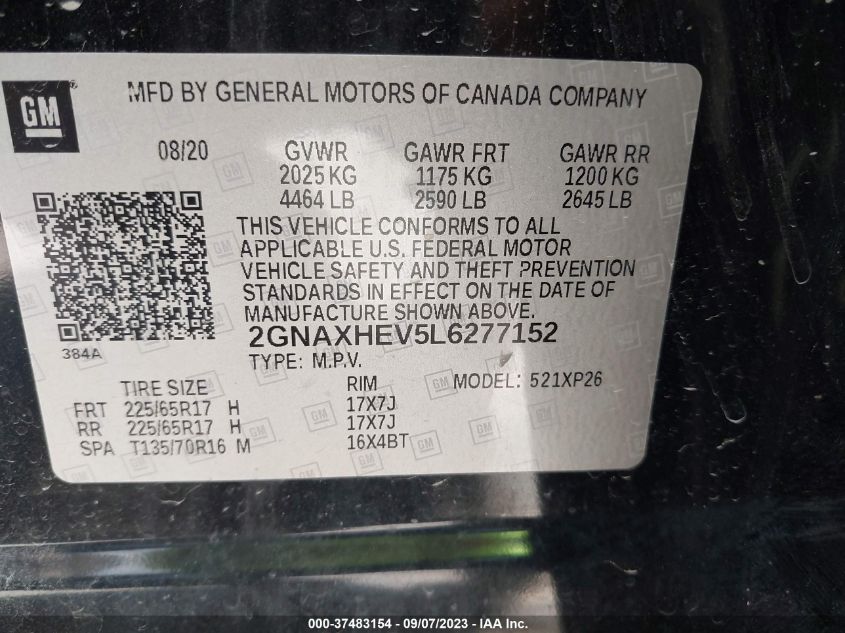 GM
MFD BY GENERAL MOTORS OF CANADA COMPANY
08/20 GVWR GAWR FRT GAWR RR
2025 KG 1175 KG 1200 KG
4464 LB 2590 LB 2645 LB
THIS VEHICLE CONFORMS TO ALL
APPLICABLE U.S. FEDERAL MOTOR
VEHICLE SAFETY AND THEFT PREVENTION
STANDARDS IN EFFECT ON THE DATE OF
MANUFACTURE SHOWN ABOVE.
384A
2GNAXHEV5L6277152
TYPE: M.P.V. MODEL: 521XP26
TIRE SIZE RIM
FRT 225/65R17 H 17X7J
RR 225/65R17 H 17X7J
SPA T135/70R16 M 16X4BT
000-37483154 - 09/07/2023 - IAA Inc.